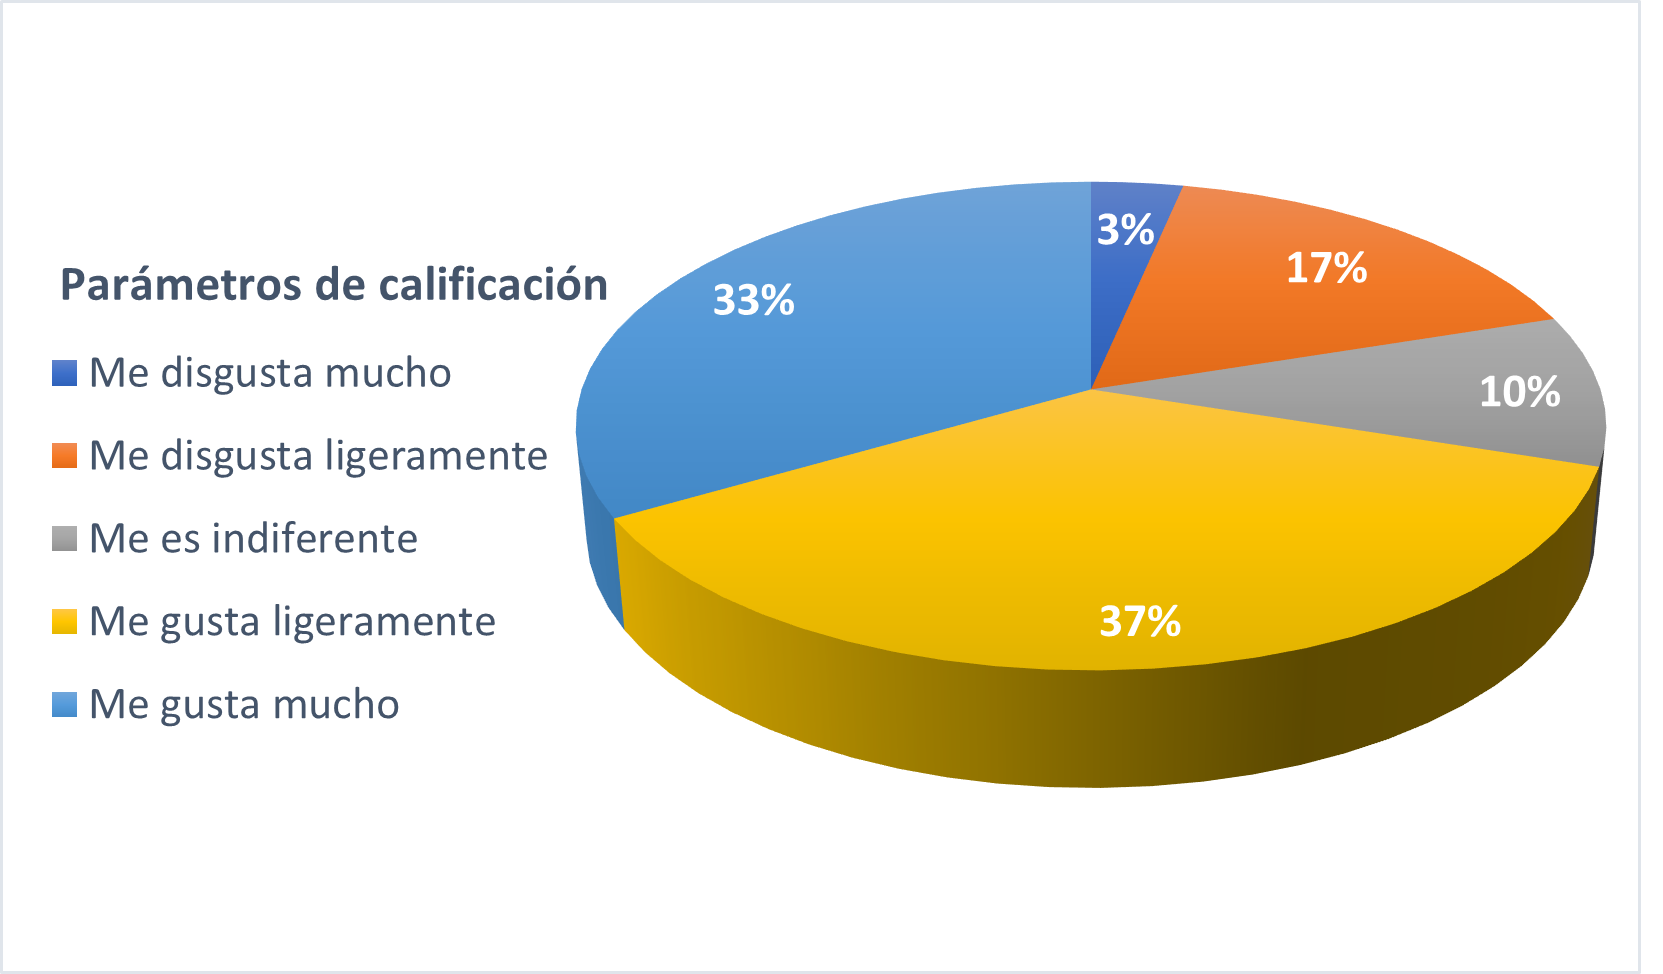 Parámetros de calificación
Me disgusta mucho
Me disgusta ligeramente
Me es indiferente
Me gusta ligeramente
Me gusta mucho
3%
17%
10%
37%
33%